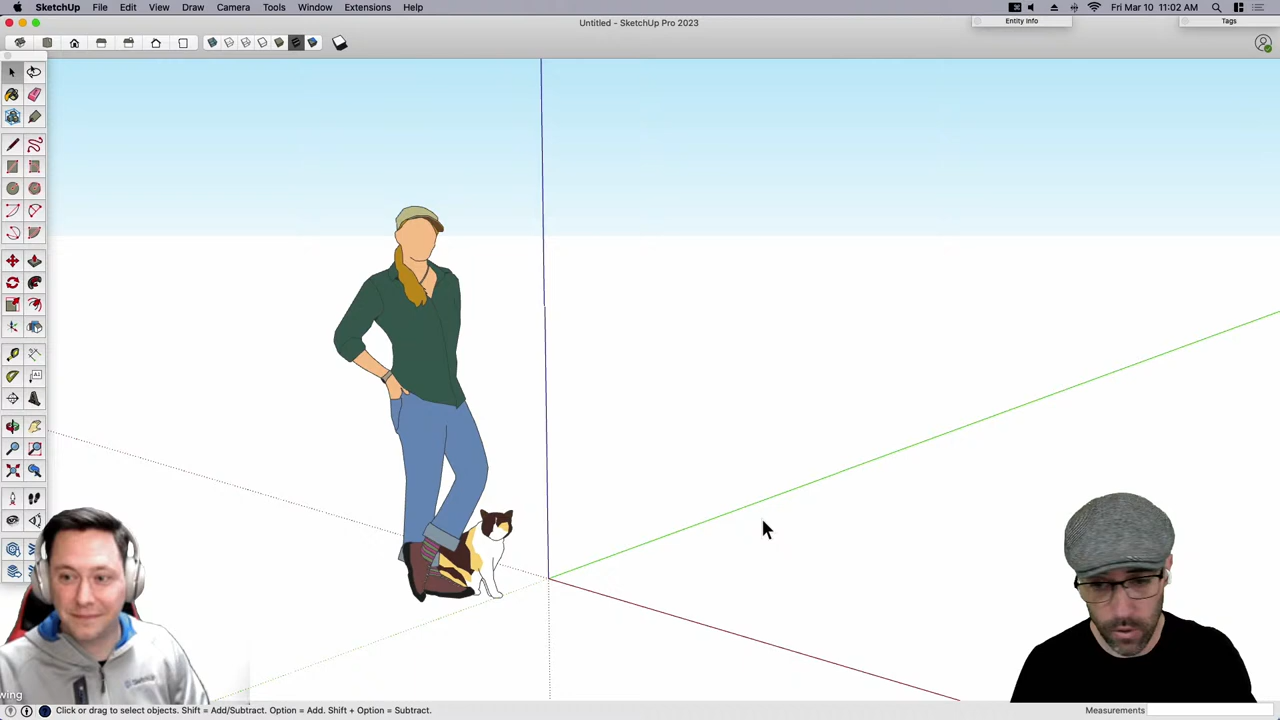 SketchUp File Edit View Draw Camera Tools Window Extensions Help Fri Mar 10 11:02 AM
Untitled - SketchUp Pro 2023
Entity Info
Tags
A1
wing
Click or drag to select objects. Shift = Add/Subtract. Option = Add. Shift + Option = Subtract.
Measurements